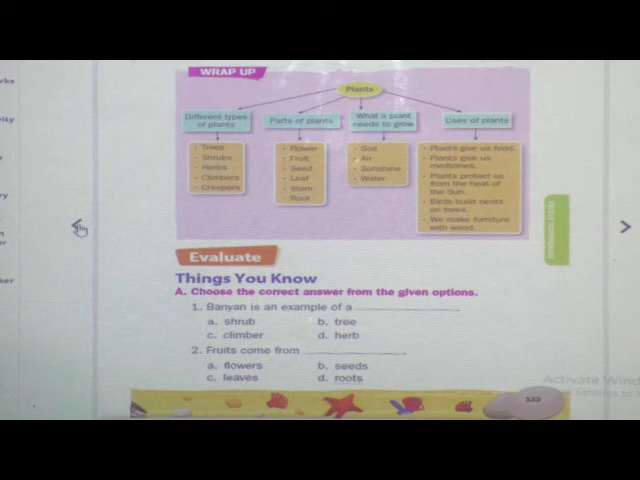 WRAP UP
Plants
Different types
of plants
Parts of plants
What a plant
needs to grow
Uses of plants
- Trees
- Shrubs
- Herbs
- Climbers
- Creepers
- Flower
- Fruit
- Seed
- Leaf
- Stem
- Root
- Soil
- Air
- Sunshine
- Water
- Plants give us food.
- Plants give us
medicines.
- Plants protect us
from the heat of
the Sun.
- Birds build nests
on trees.
- We make furniture
with wood.
Evaluate
Things You Know
A. Choose the correct answer from the given options.
1. Banyan is an example of a
a. shrub
b. tree
c. climber
d. herb
2. Fruits come from
a. flowers
b. seeds
c. leaves
d. roots
Activate Wind
Settings to